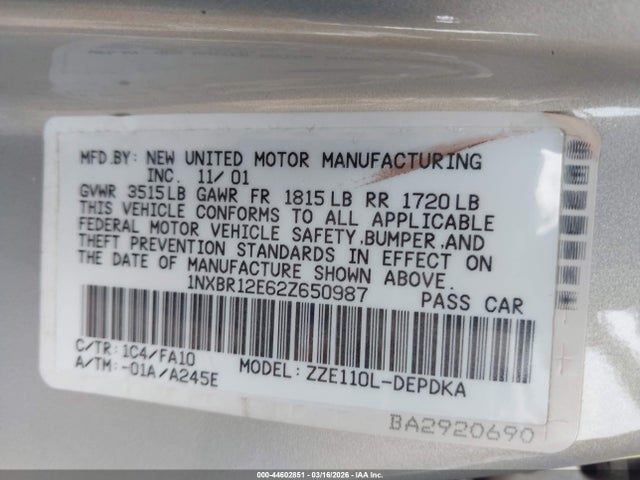 MFD.BY: NEW UNITED MOTOR MANUFACTURING
INC. 11/01
GVWR 3515LB GAWR FR 1815LB RR 1720LB
THIS VEHICLE CONFORMS TO ALL APPLICABLE
FEDERAL MOTOR VEHICLE SAFETY,BUMPER,AND
THEFT PREVENTION STANDARDS IN EFFECT ON
THE DATE OF MANUFACTURE SHOWN ABOVE.
1NXBR12E62Z650987 PASS CAR
C/TR:1C4/FA10
A/TM:-01A/A245E MODEL:ZZE110L-DEPDKA
BA2920690
000-44602851 - 03/16/2026 - COPYRIGHT IAA, LLC